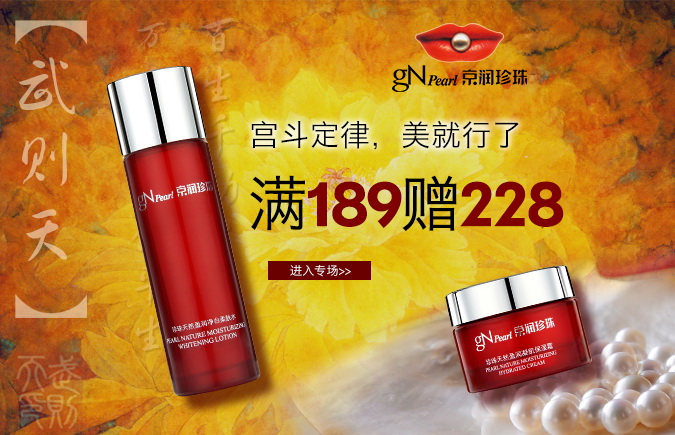 【武则天】
gN Pearl 京润珍珠
宫斗定律，美就行了
满189赠228
进入专场>>
gN Pearl 京润珍珠
珍珠天然盈润净白柔肤水
PEARL NATURE MOISTURIZING
WHITENING LOTION
gN Pearl 京润珍珠
珍珠天然盈润凝肌保湿霜
PEARL NATURE MOISTURIZING
HYDRATED CREAM